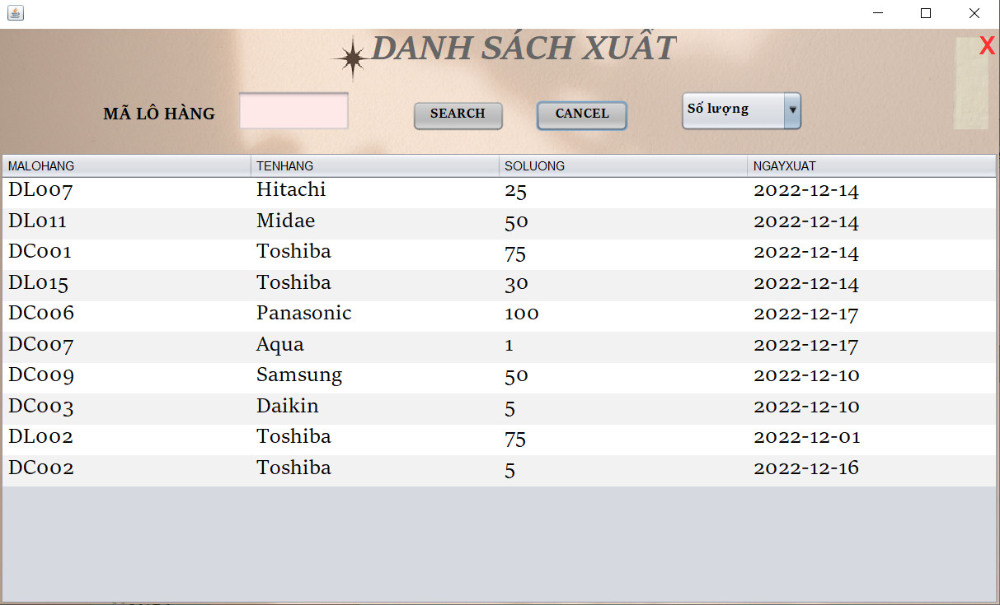 DANH SÁCH XUẤT
X
MÃ LÔ HÀNG
SEARCH
CANCEL
Số lượng
MALOHANG TENHANG SOLUONG NGAYXUAT
DL007 Hitachi 25 2022-12-14
DL011 Midae 50 2022-12-14
DC001 Toshiba 75 2022-12-14
DL015 Toshiba 30 2022-12-14
DC006 Panasonic 100 2022-12-17
DC007 Aqua 1 2022-12-17
DC009 Samsung 50 2022-12-10
DC003 Daikin 5 2022-12-10
DL002 Toshiba 75 2022-12-01
DC002 Toshiba 5 2022-12-16